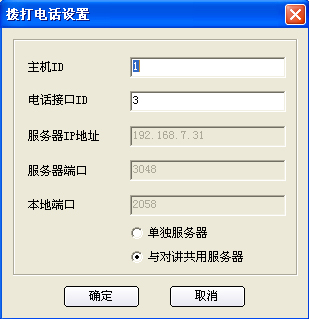 拨打电话设置
主机ID 1
电话接口ID 3
服务器IP地址 192.168.7.31
服务器端口 3048
本地端口 2058
单独服务器
与对讲共用服务器
确定 取消